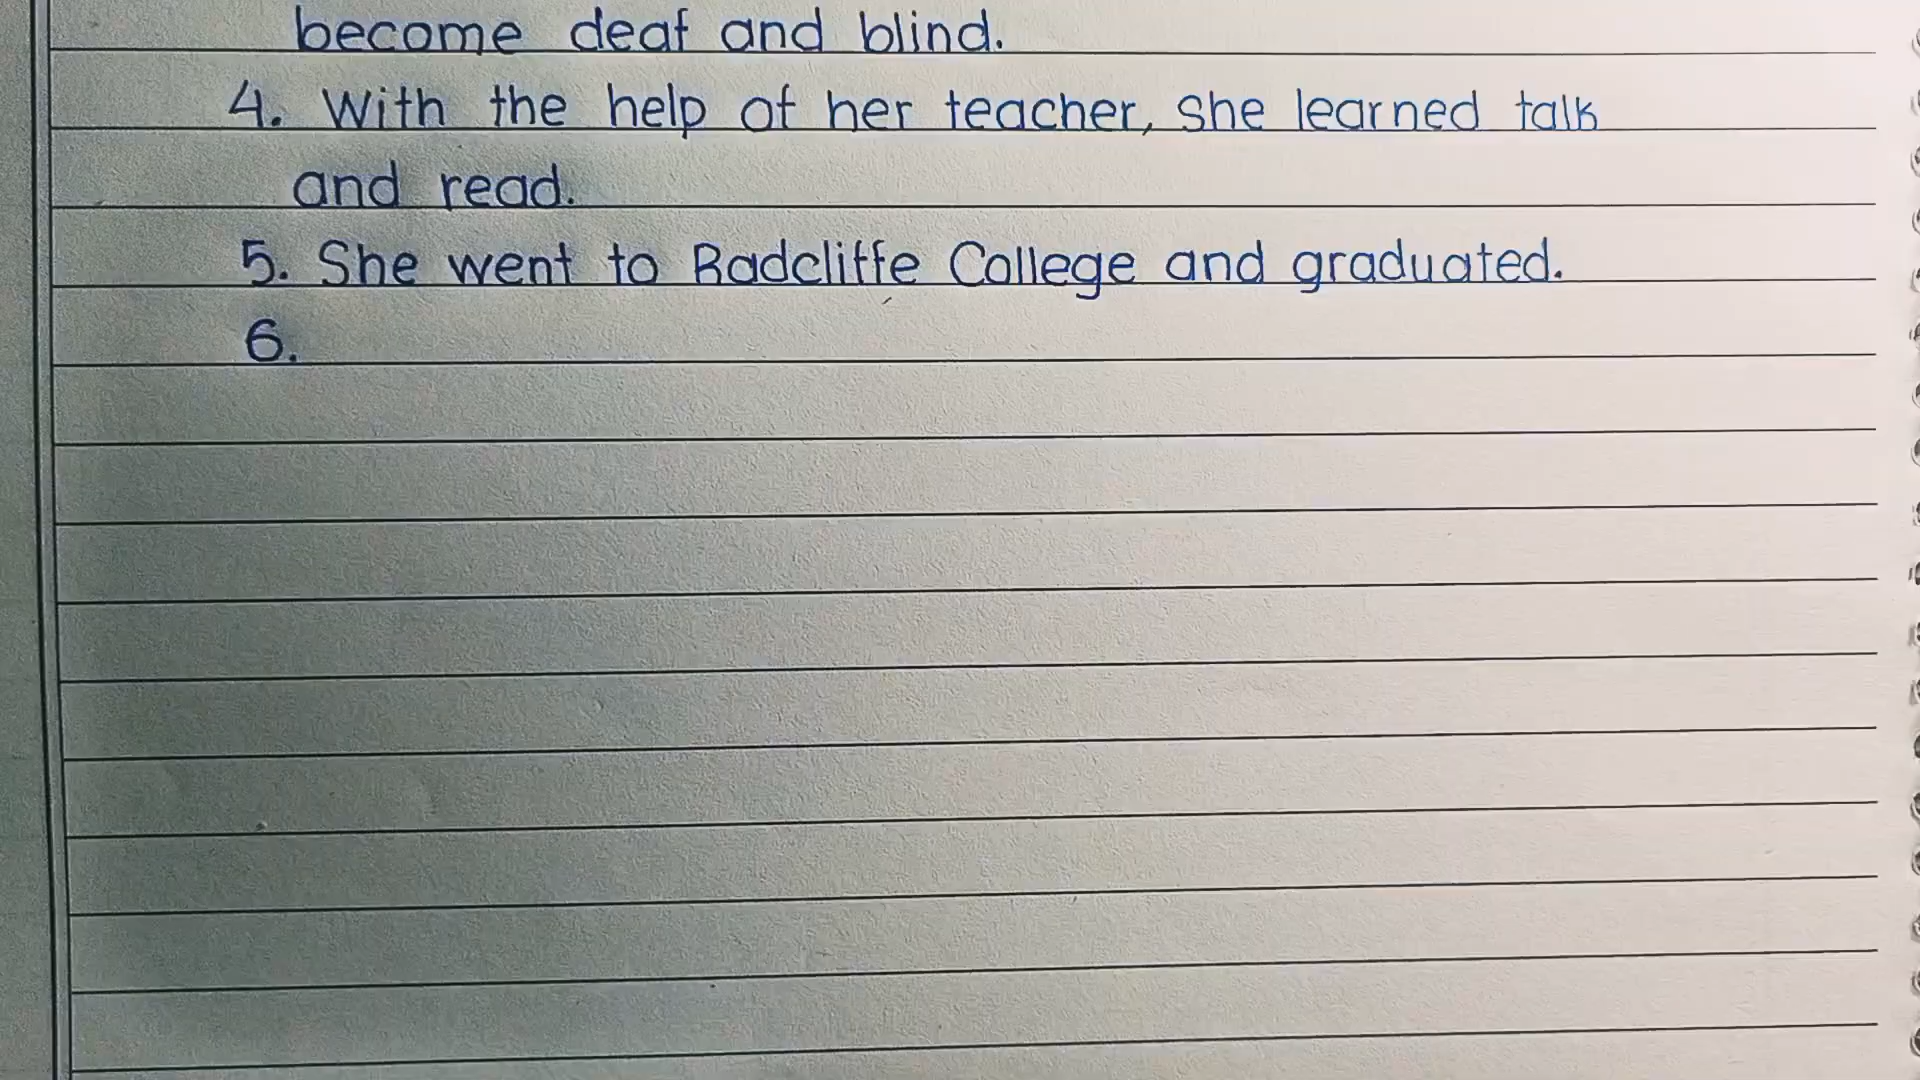 become deaf and blind.
4. With the help of her teacher, she learned talk
and read.
5. She went to Radcliffe College and graduated.
6.